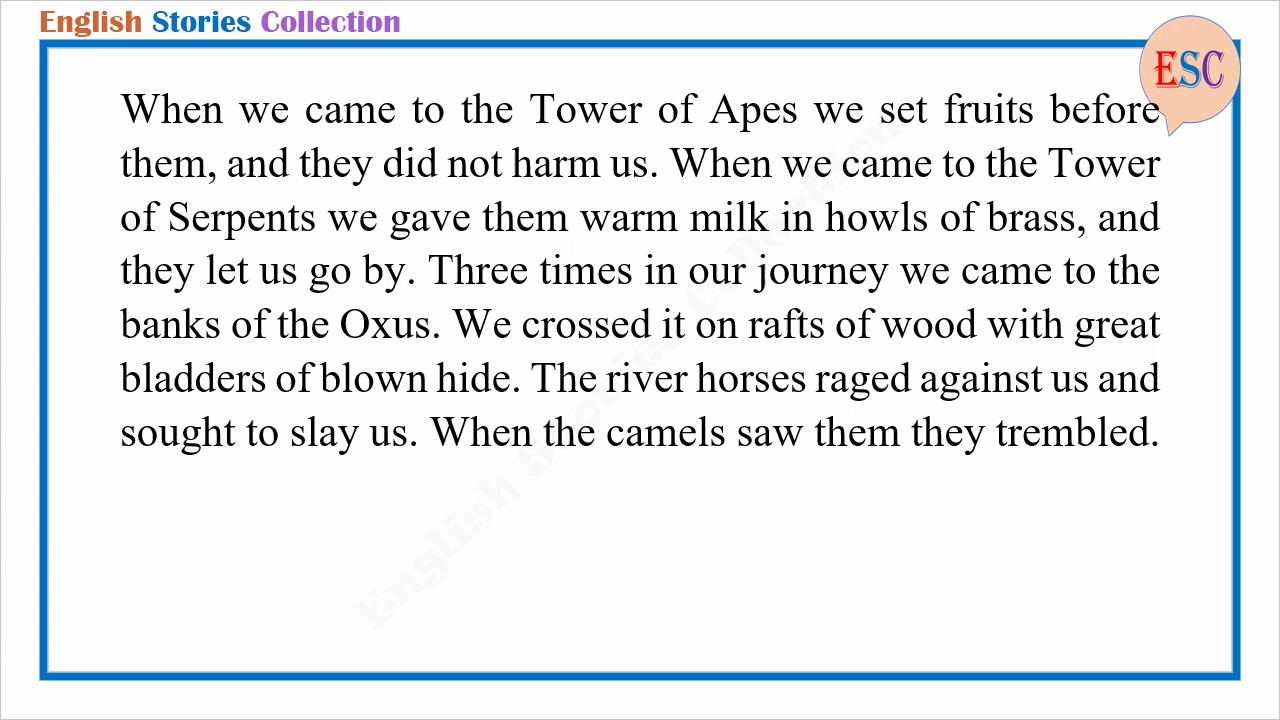 English Stories Collection
ESC
When we came to the Tower of Apes we set fruits before
them, and they did not harm us. When we came to the Tower
of Serpents we gave them warm milk in howls of brass, and
they let us go by. Three times in our journey we came to the
banks of the Oxus. We crossed it on rafts of wood with great
bladders of blown hide. The river horses raged against us and
sought to slay us. When the camels saw them they trembled.
English Stories Collection